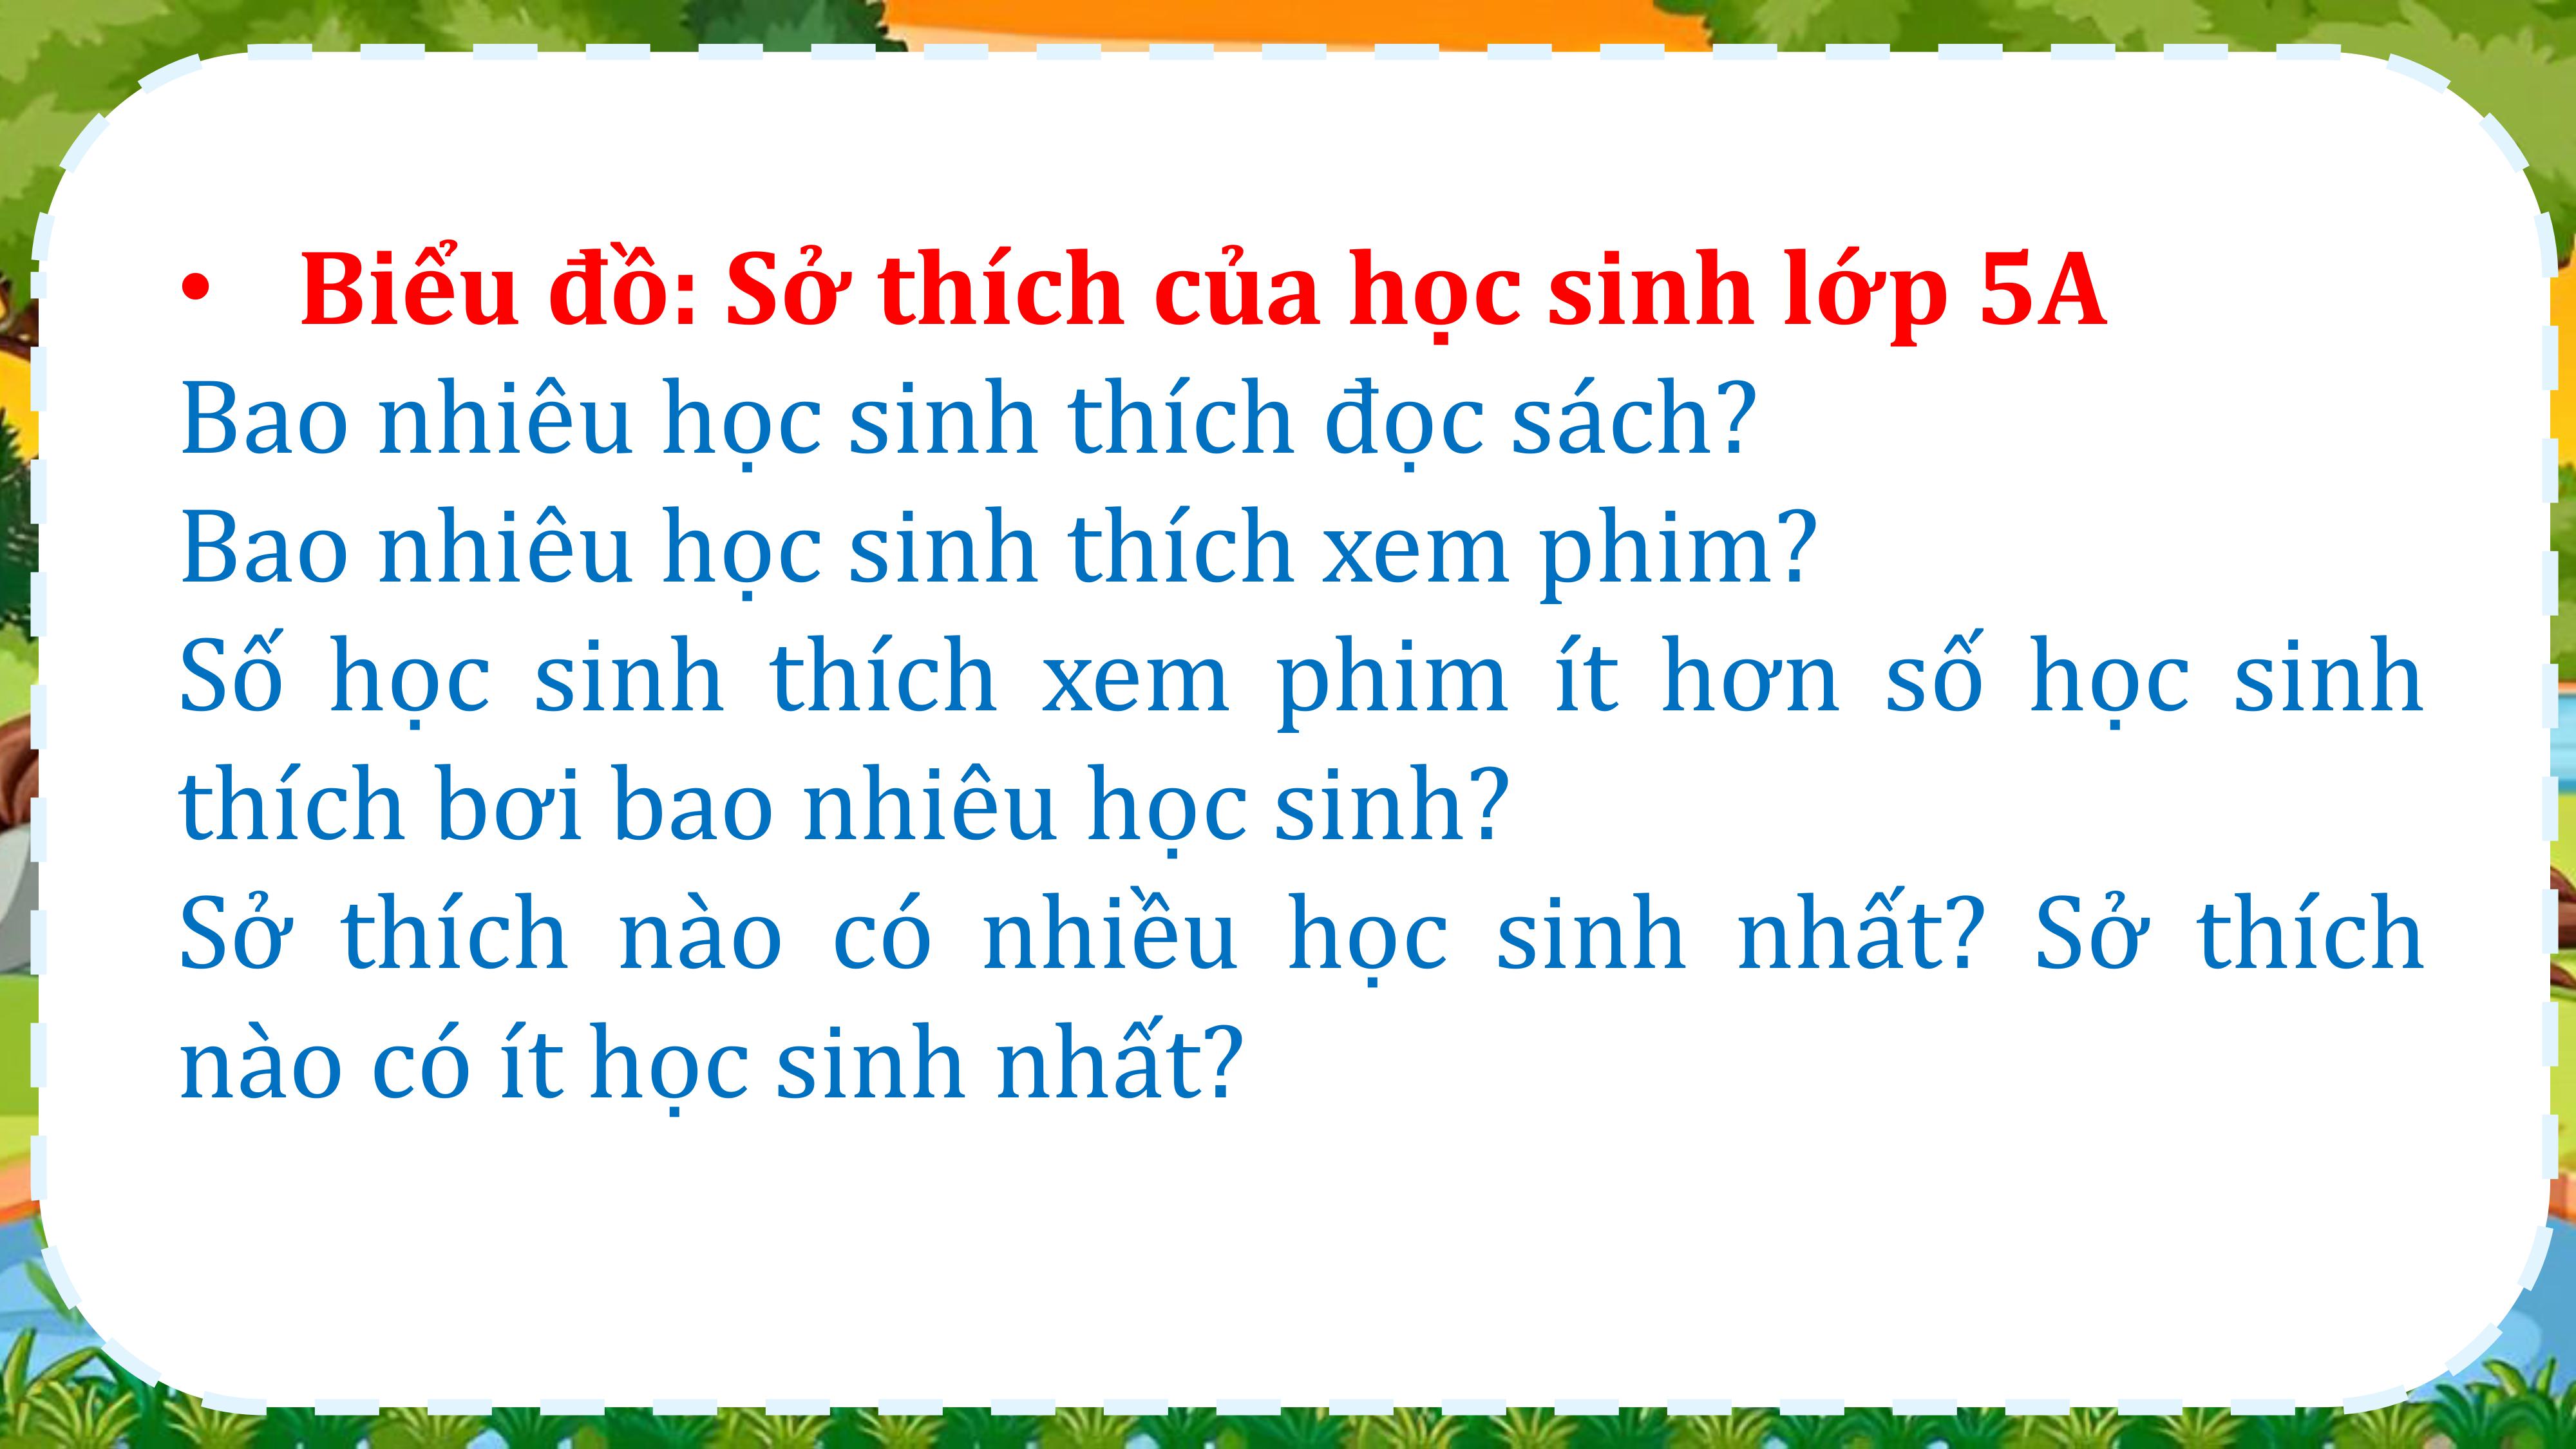 • Biểu đồ: Sở thích của học sinh lớp 5A
Bao nhiêu học sinh thích đọc sách?
Bao nhiêu học sinh thích xem phim?
Số học sinh thích xem phim ít hơn số học sinh
thích bơi bao nhiêu học sinh?
Sở thích nào có nhiều học sinh nhất? Sở thích
nào có ít học sinh nhất?